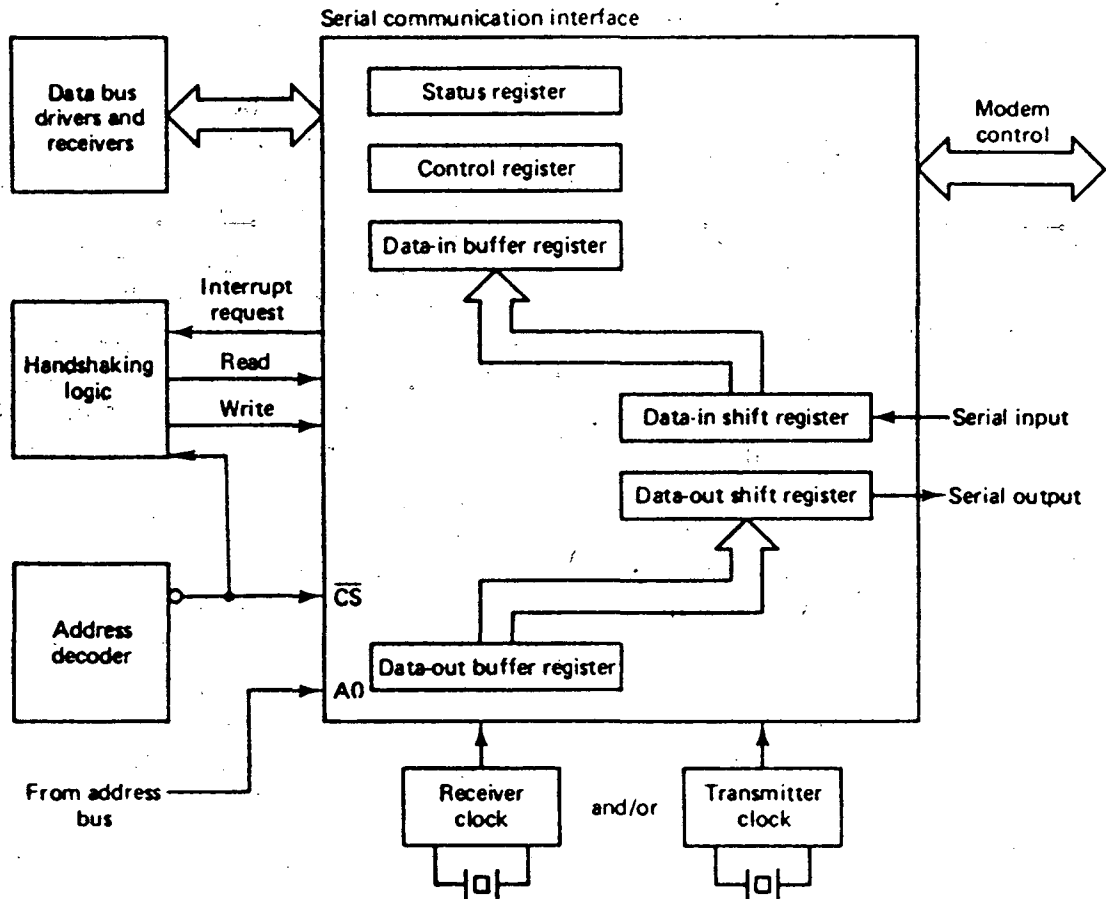 Serial communication interface
Data bus
drivers and
receivers
Status register
Modem
control
Control register
Data-in buffer register
Interrupt
request
Handshaking
logic
Read
Write
Data-in shift register
Serial input
Data-out shift register
Serial output
Address
decoder
C̅S̅
Data-out buffer register
A0
From address
bus
Receiver
clock
and/or
Transmitter
clock